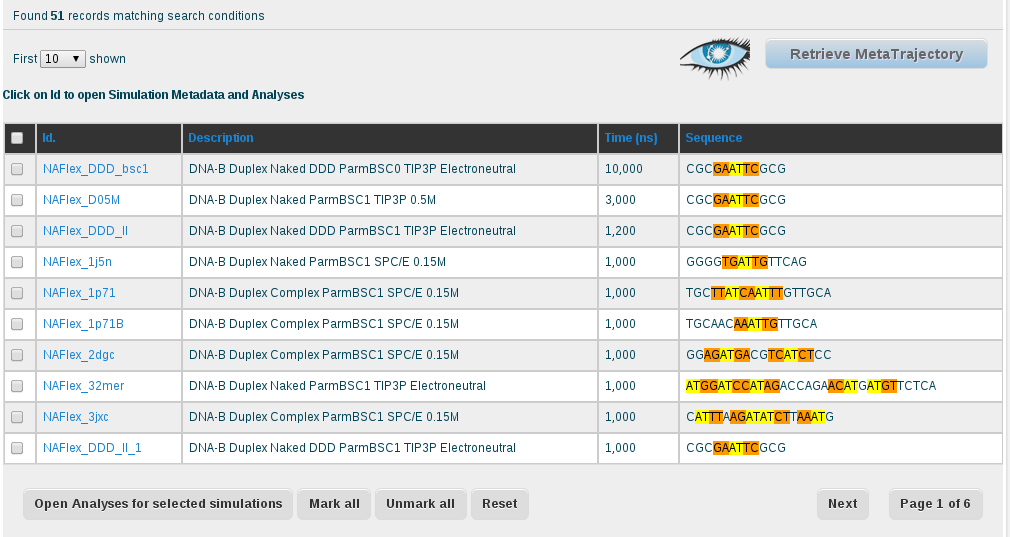 Found 51 records matching search conditions
First 10 shown
Retrieve MetaTrajectory
Click on Id to open Simulation Metadata and Analyses
Id. Description Time (ns) Sequence
NAFlex_DDD_bsc1 DNA-B Duplex Naked DDD ParmBSC0 TIP3P Electroneutral 10,000 CGCGAATTCGCG
NAFlex_D05M DNA-B Duplex Naked ParmBSC1 TIP3P 0.5M 3,000 CGCGAATTCGCG
NAFlex_DDD_II DNA-B Duplex Naked DDD ParmBSC1 TIP3P Electroneutral 1,200 CGCGAATTCGCG
NAFlex_1j5n DNA-B Duplex Naked ParmBSC1 SPC/E 0.15M 1,000 GGGGTGATTGTTCAG
NAFlex_1p71 DNA-B Duplex Complex ParmBSC1 SPC/E 0.15M 1,000 TGCTTATCAATTTGTTGCA
NAFlex_1p71B DNA-B Duplex Complex ParmBSC1 SPC/E 0.15M 1,000 TGCAACAAATTGTTGCA
NAFlex_2dgc DNA-B Duplex Complex ParmBSC1 SPC/E 0.15M 1,000 GGAGATGACGTCATCTCC
NAFlex_32mer DNA-B Duplex Naked ParmBSC1 TIP3P Electroneutral 1,000 ATGGATCCATAGACCAGAACATGATGTTCTCA
NAFlex_3jxc DNA-B Duplex Complex ParmBSC1 SPC/E 0.15M 1,000 CATTTAAGATATCTTAAATG
NAFlex_DDD_II_1 DNA-B Duplex Naked DDD ParmBSC1 TIP3P Electroneutral 1,000 CGCGAATTCGCG
Open Analyses for selected simulations Mark all Unmark all Reset Next Page 1 of 6